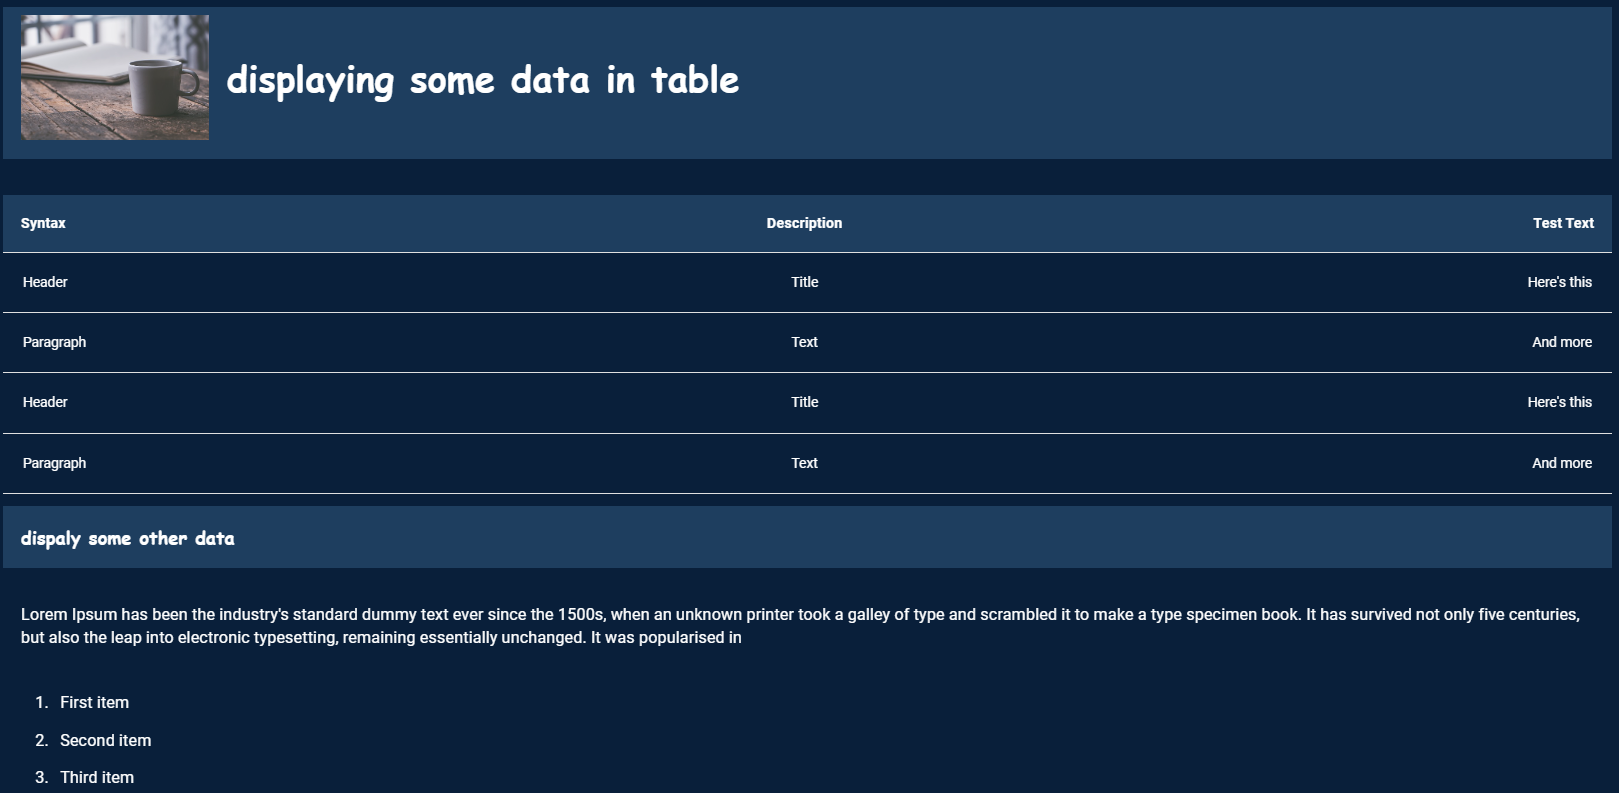 displaying some data in table
Syntax Description Test Text
Header Title Here's this
Paragraph Text And more
Header Title Here's this
Paragraph Text And more
dispaly some other data
Lorem Ipsum has been the industry's standard dummy text ever since the 1500s, when an unknown printer took a galley of type and scrambled it to make a type specimen book. It has survived not only five centuries,
but also the leap into electronic typesetting, remaining essentially unchanged. It was popularised in
1. First item
2. Second item
3. Third item